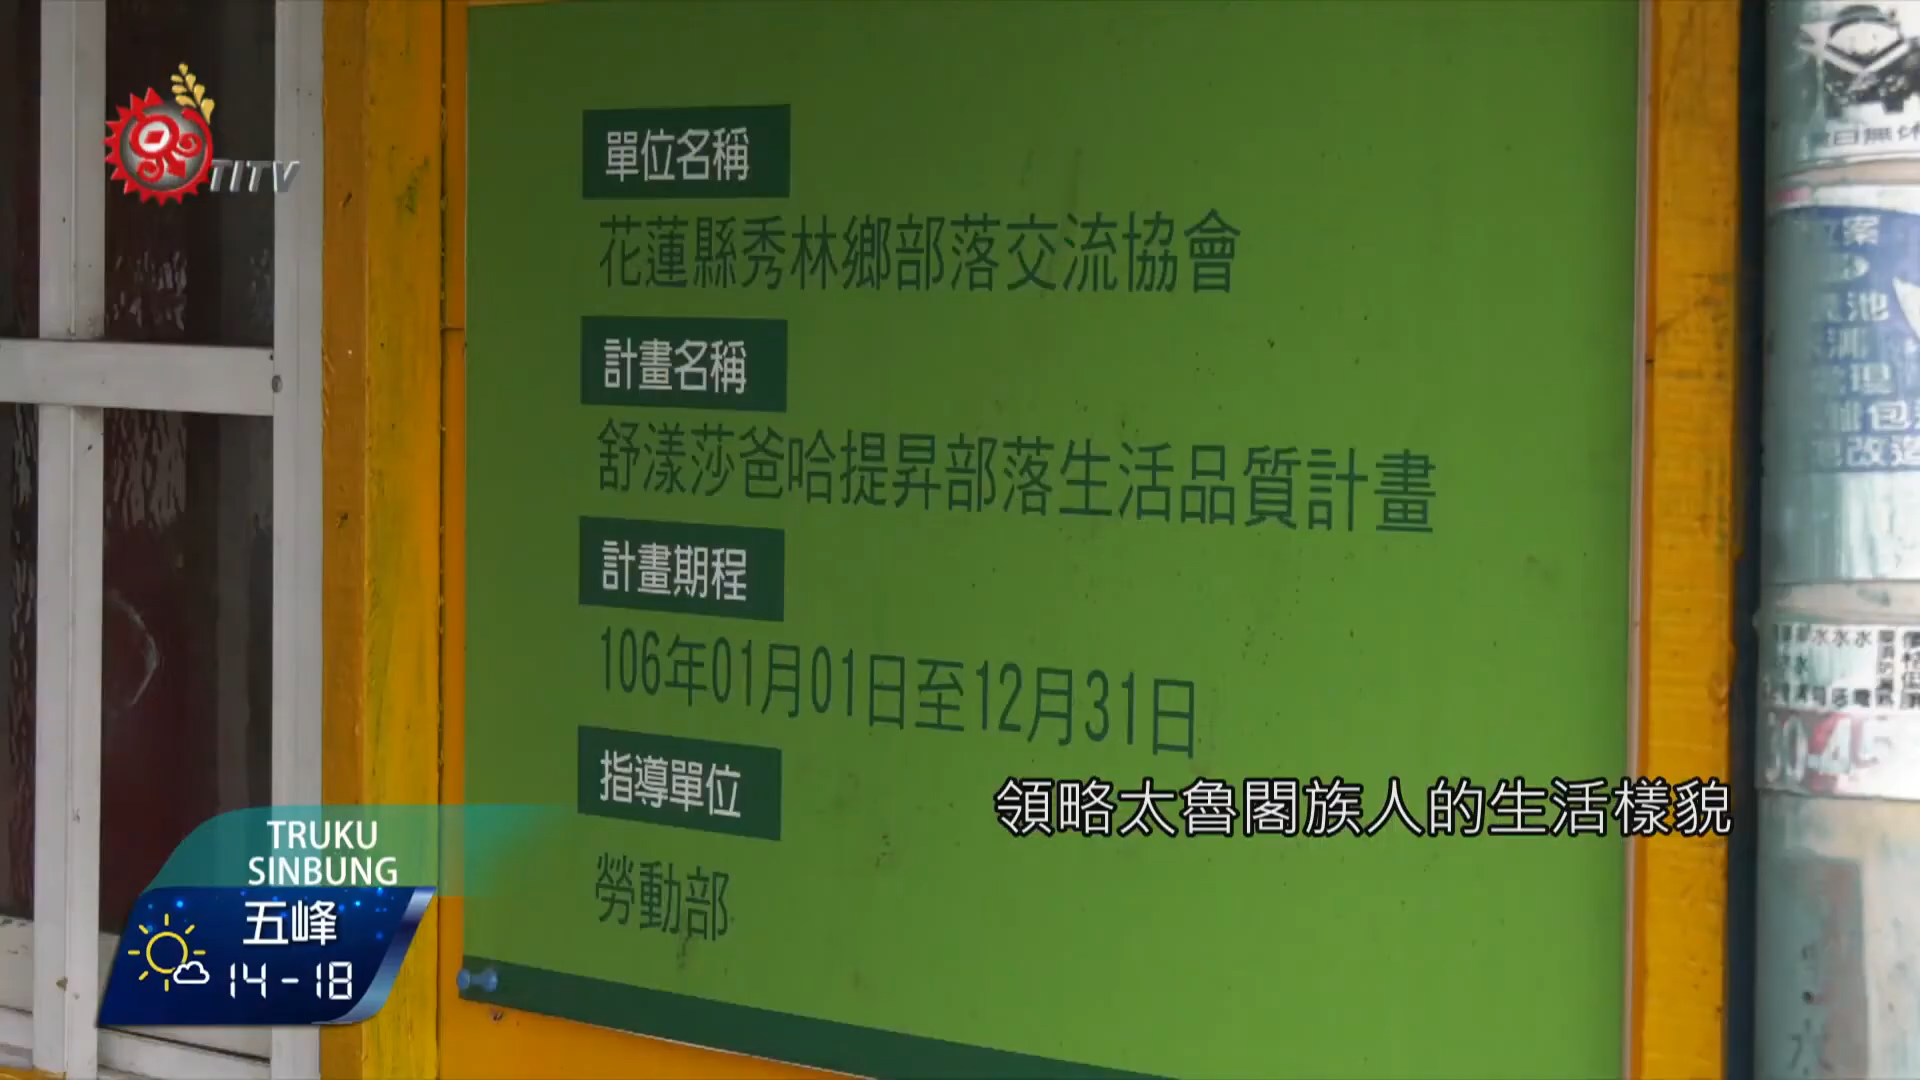 TITV
單位名稱
花蓮縣秀林鄉部落交流協會
計畫名稱
舒漾莎爸哈提昇部落生活品質計畫
計畫期程
106年01月01日至12月31日
指導單位
勞動部
領略太魯閣族人的生活樣貌
TRUKU
SINBUNG
五峰
14-18